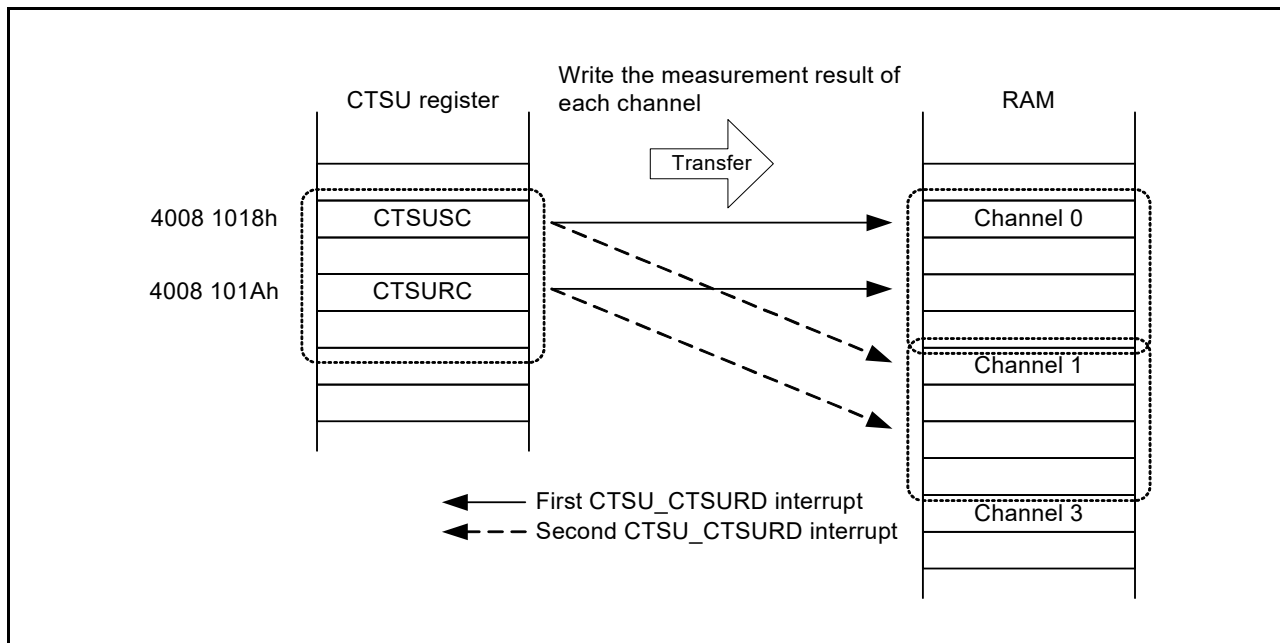 Write the measurement result of
each channel
CTSU register
RAM
Transfer
4008 1018h
CTSUSC
Channel 0
4008 101Ah
CTSURC
Channel 1
First CTSU_CTSURD interrupt
Second CTSU_CTSURD interrupt
Channel 3